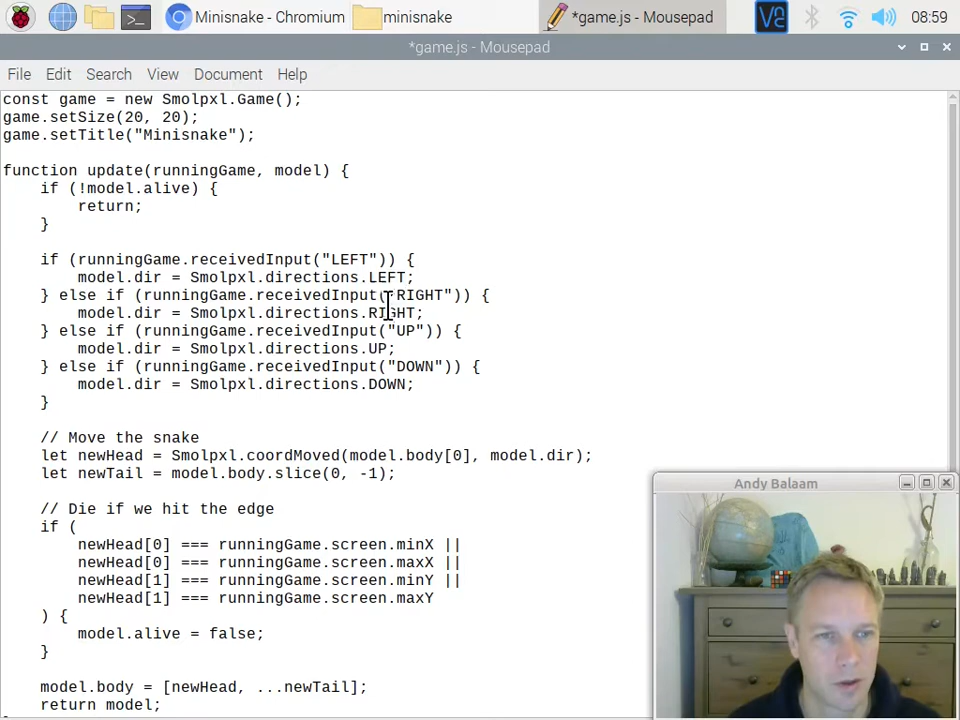 Minisnake - Chromium
minisnake
*game.js - Mousepad
08:59
*game.js - Mousepad
File Edit Search View Document Help
const game = new Smolpxl.Game();
game.setSize(20, 20);
game.setTitle("Minisnake");
function update(runningGame, model) {
if (!model.alive) {
return;
}
if (runningGame.receivedInput("LEFT")) {
model.dir = Smolpxl.directions.LEFT;
} else if (runningGame.receivedInput("RIGHT")) {
model.dir = Smolpxl.directions.RIGHT;
} else if (runningGame.receivedInput("UP")) {
model.dir = Smolpxl.directions.UP;
} else if (runningGame.receivedInput("DOWN")) {
model.dir = Smolpxl.directions.DOWN;
}
// Move the snake
let newHead = Smolpxl.coordMoved(model.body[0], model.dir);
let newTail = model.body.slice(0, -1);
// Die if we hit the edge
if (
newHead[0] === runningGame.screen.minX ||
newHead[0] === runningGame.screen.maxX ||
newHead[1] === runningGame.screen.minY ||
newHead[1] === runningGame.screen.maxY
) {
model.alive = false;
}
model.body = [newHead, ...newTail];
return model;
Andy Balaam